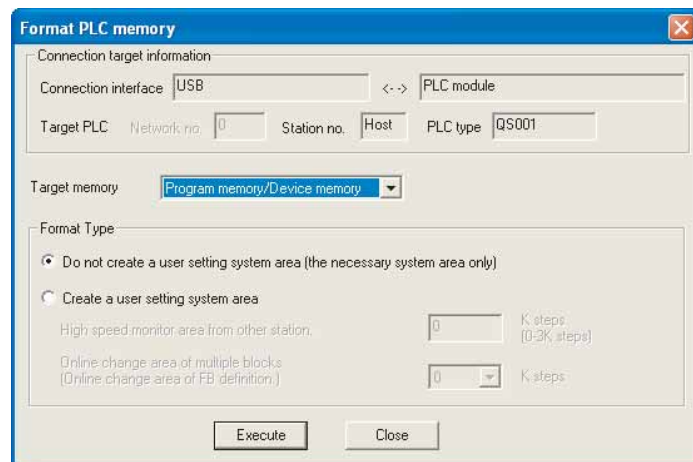 Format PLC memory
Connection target information
Connection interface USB <--> PLC module
Target PLC Network no. 0 Station no. Host PLC type QS001
Target memory Program memory/Device memory
Format Type
Do not create a user setting system area (the necessary system area only)
Create a user setting system area
High speed monitor area from other station. 0 K steps
(0-3K steps)
Online change area of multiple blocks
(Online change area of FB definition.) 0 K steps
Execute Close